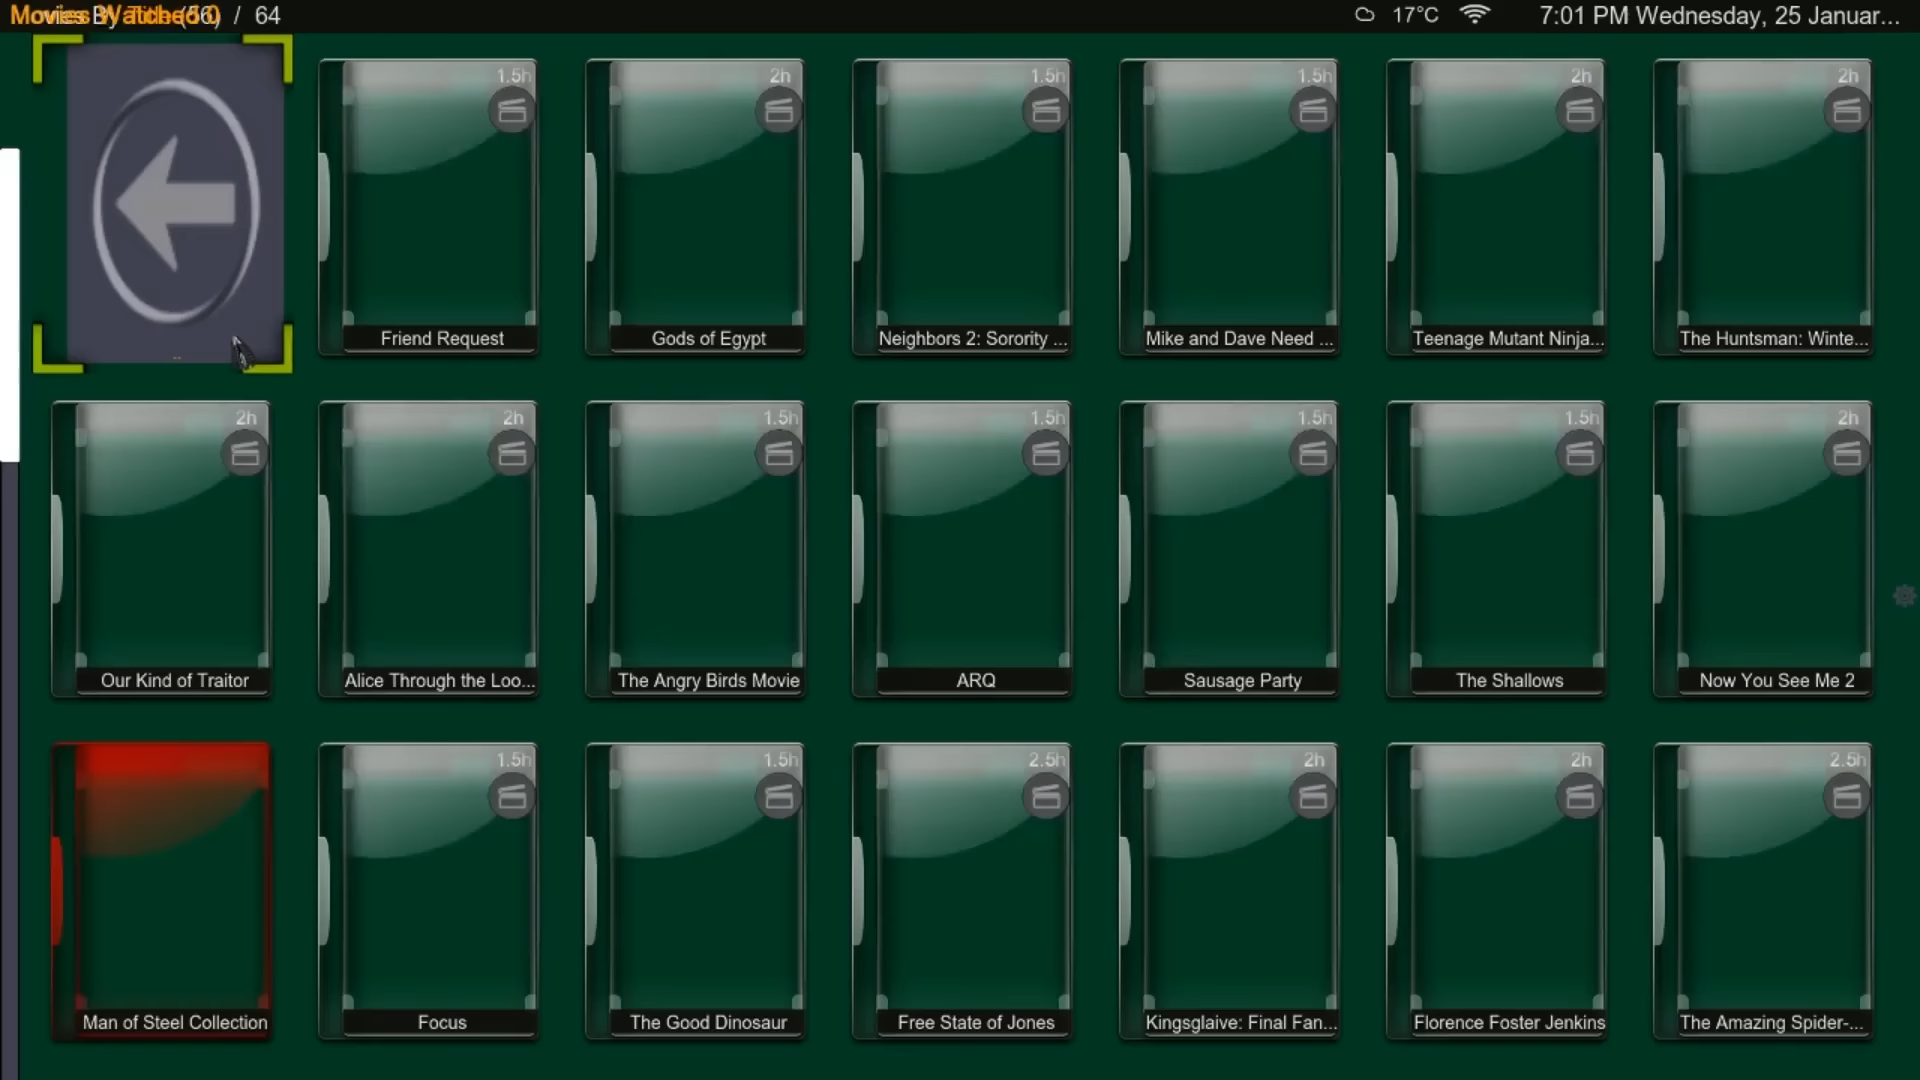 / 64
17°C
7:01 PM Wednesday, 25 Januar...
1.5h
2h
1.5h
1.5h
2h
2h
..
Friend Request
Gods of Egypt
Neighbors 2: Sorority ...
Mike and Dave Need ...
Teenage Mutant Ninja...
The Huntsman: Winte...
2h
2h
1.5h
1.5h
1.5h
1.5h
2h
Our Kind of Traitor
Alice Through the Loo...
The Angry Birds Movie
ARQ
Sausage Party
The Shallows
Now You See Me 2
1.5h
1.5h
2.5h
2h
2h
2.5h
Man of Steel Collection
Focus
The Good Dinosaur
Free State of Jones
Kingsglaive: Final Fan...
Florence Foster Jenkins
The Amazing Spider-...